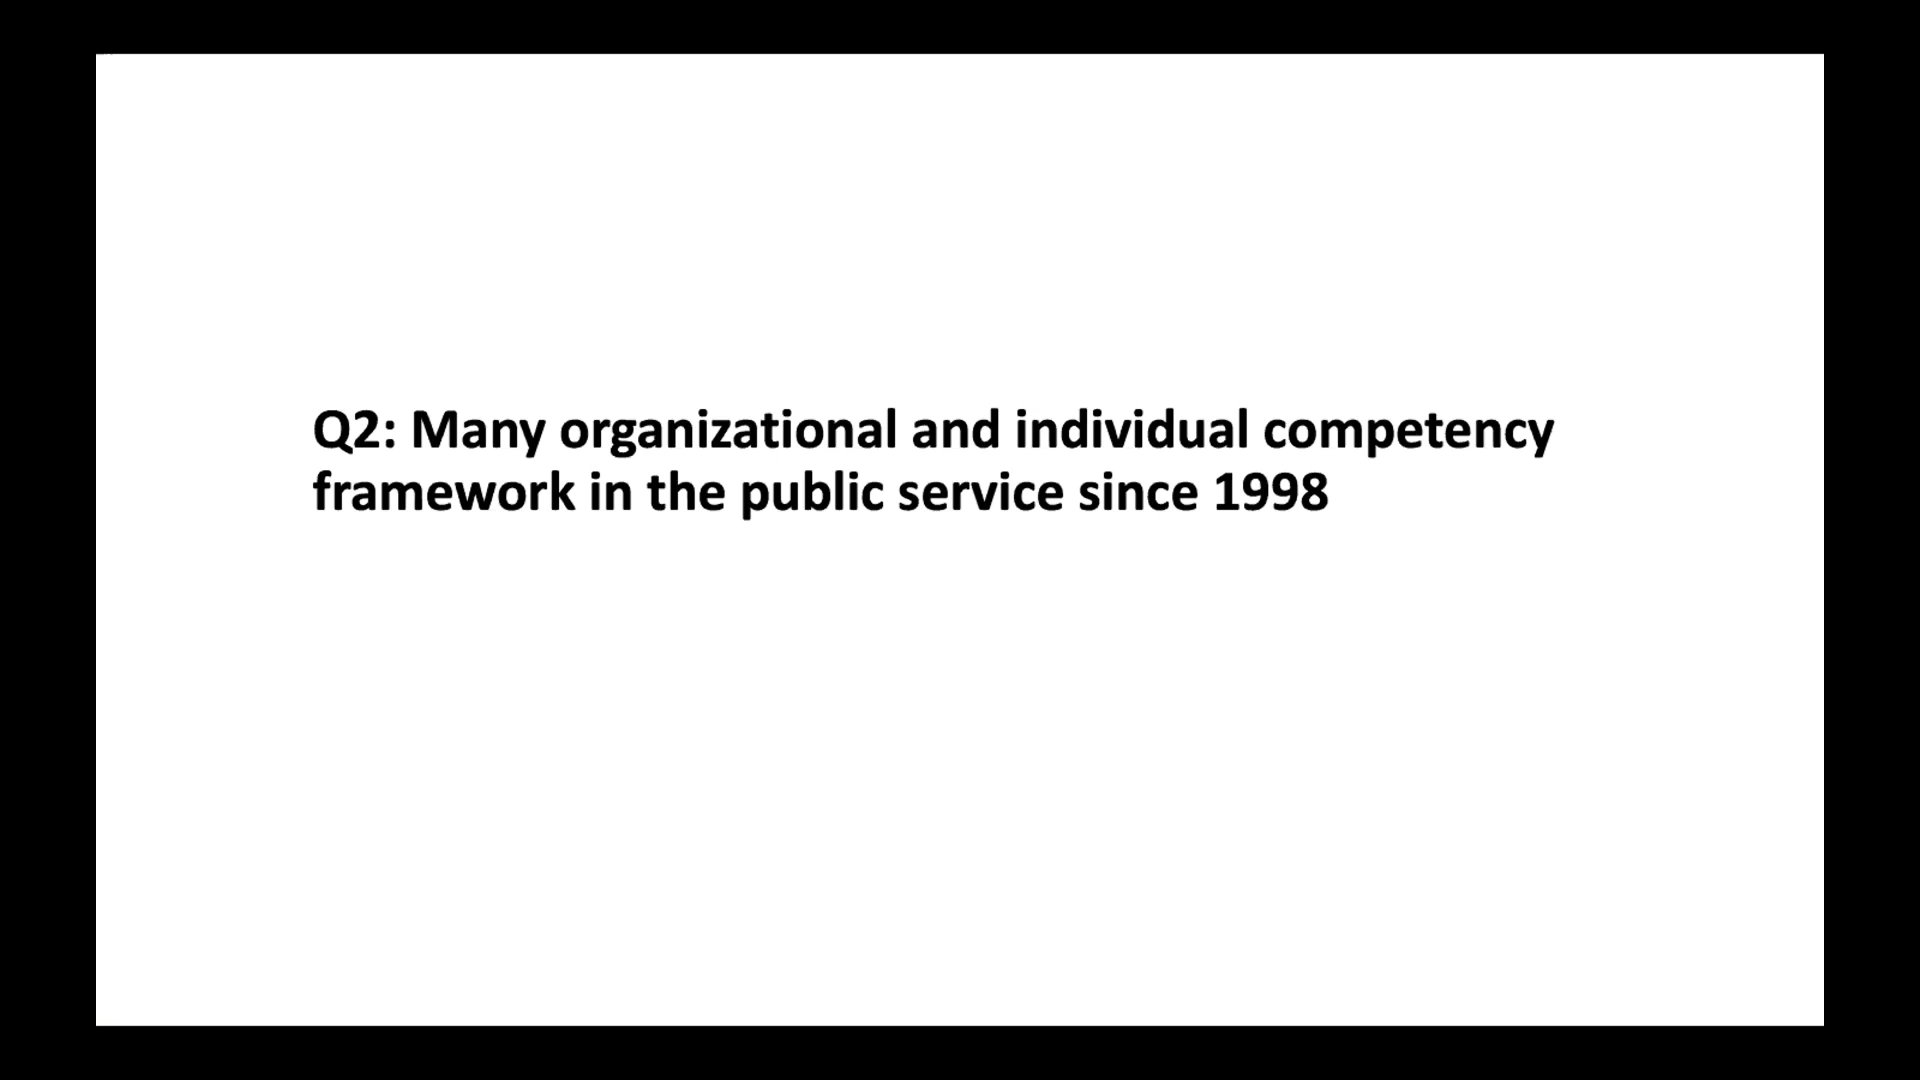 Q2: Many organizational and individual competency
framework in the public service since 1998